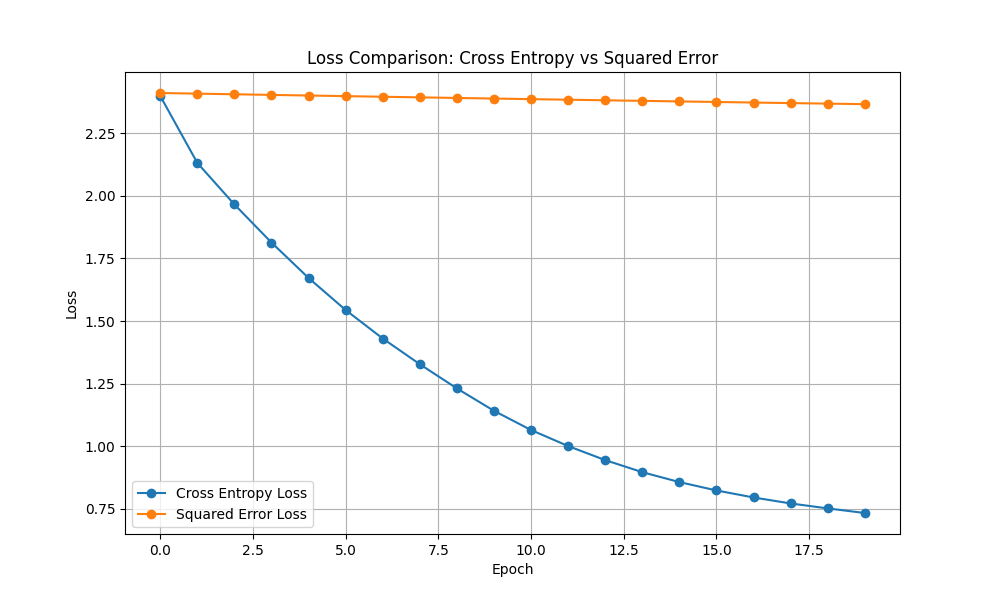 Loss Comparison: Cross Entropy vs Squared Error
Loss
2.25
2.00
1.75
1.50
1.25
1.00
0.75
Cross Entropy Loss
Squared Error Loss
0.0 2.5 5.0 7.5 10.0 12.5 15.0 17.5
Epoch